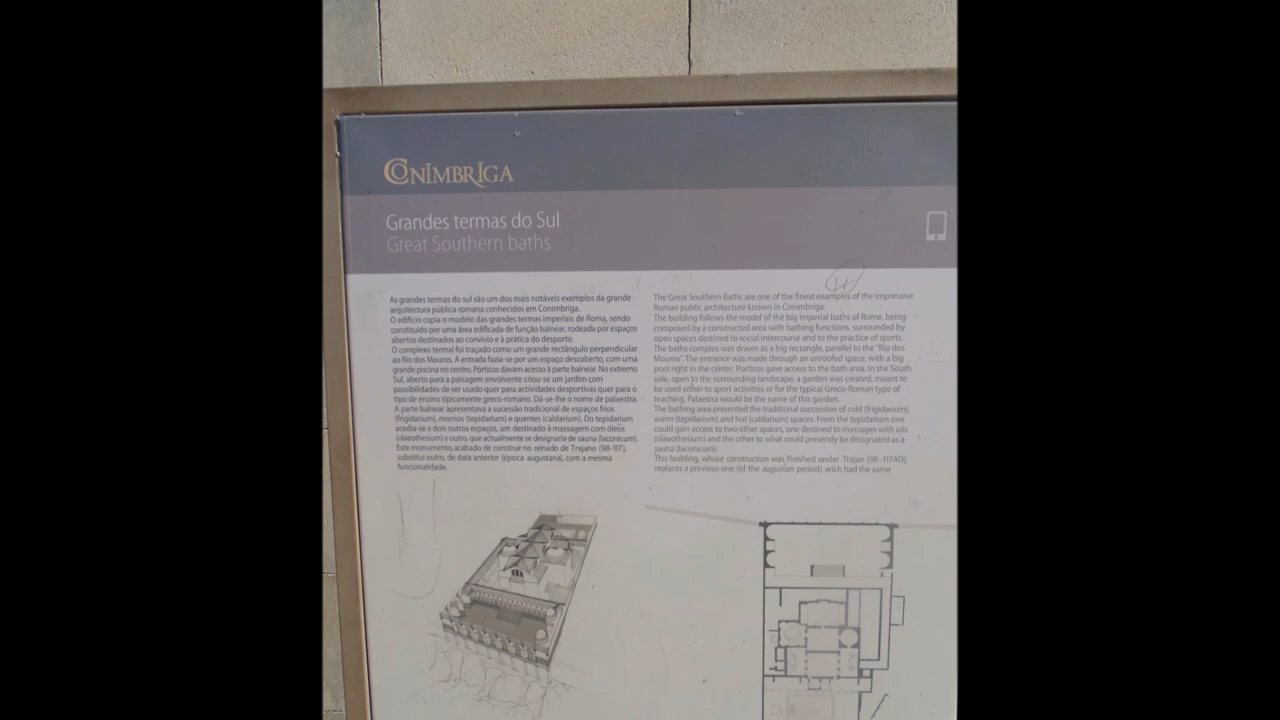 CONIMBRIGA
Grandes termas do Sul
Great Southern baths
As grandes termas do sul são um dos mais notáveis exemplos da grande
arquitectura pública romana conhecidos em Conimbriga.
O edifício copia o modelo das grandes termas imperiais de Roma, sendo
constituído por uma área edificada de função balnear, rodeada por espaços
abertos destinados ao convívio e à prática do desporto.
O complexo termal foi traçado como um grande rectângulo perpendicular
ao Rio dos Mouros. A entrada fazia-se por um espaço descoberto, com uma
grande piscina no centro. Pórticos davam acesso à parte balnear. No extremo
Sul, aberto para a paisagem envolvente criou-se um jardim com
possibilidades de ser usado quer para actividades desportivas quer para o
tipo de ensino tipicamente greco-romano. Dá-se-lhe o nome de palaestra.
A parte balnear apresentava a sucessão tradicional de espaços frios
(frigidarium), mornos (tepidarium) e quentes (caldarium). Do tepidarium
acedia-se a dois outros espaços, um destinado à massagem com óleos
(olaeothesium) e outro, que actualmente se designaria de sauna (laconicum).
Este monumento, acabado de construir no reinado de Trajano (98-117),
substitui outro, de data anterior (época augustana), com a mesma
funcionalidade.
The Great Southern Baths are one of the finest examples of the impressive
Roman public architecture known in Conimbriga.
The building follows the model of the big imperial baths of Rome, being
composed by a constructed area with bathing functions, surrounded by
open spaces destined to social intercourse and to the practice of sports.
The baths complex was drawn as a big rectangle, parallel to the "Rio dos
Mouros". The entrance was made through an unroofed space, with a big
pool right in the center. Porticos gave access to the bath area. In the South
side, open to the surrounding landscape, a garden was created, meant to
be used either to sport activities or for the typical Greco-Roman type of
teaching. Palaestra would be the name of this garden.
The bathing area presented the traditional succession of cold (frigidarium),
warm (tepidarium) and hot (caldarium) spaces. From the tepidarium one
could gain access to two other spaces, one destined to massages with oils
(olaeothesium) and the other to what could presently be designated as a
sauna (laconicum).
This building, whose construction was finished under Trajan (98-117AD),
replaces a previous one (of the augustan period) wich had the same